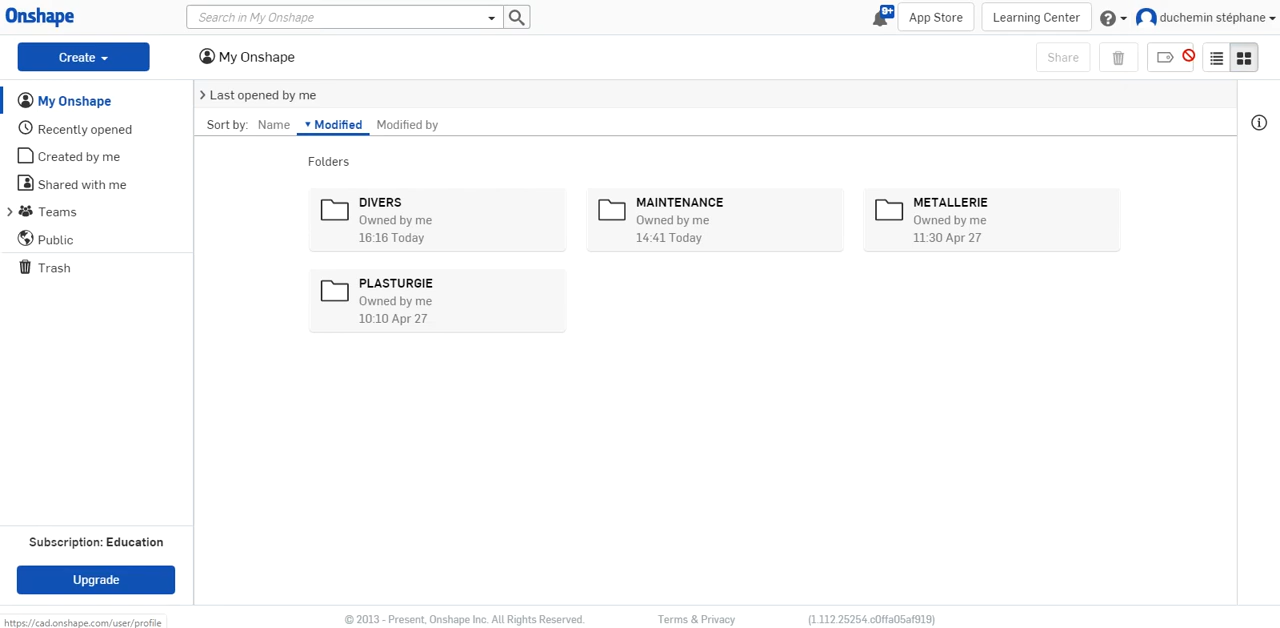 Onshape
Search in My Onshape
9+
App Store
Learning Center
duchemin stéphane
Create
My Onshape
Share
My Onshape
Recently opened
Created by me
Shared with me
Teams
Public
Trash
Last opened by me
Sort by: Name Modified Modified by
Folders
DIVERS
Owned by me
16:16 Today
MAINTENANCE
Owned by me
14:41 Today
METALLERIE
Owned by me
11:30 Apr 27
PLASTURGIE
Owned by me
10:10 Apr 27
Subscription: Education
Upgrade
https://cad.onshape.com/user/profile
© 2013 - Present, Onshape Inc. All Rights Reserved.
Terms & Privacy
(1.112.25254.c0ffa05af919)